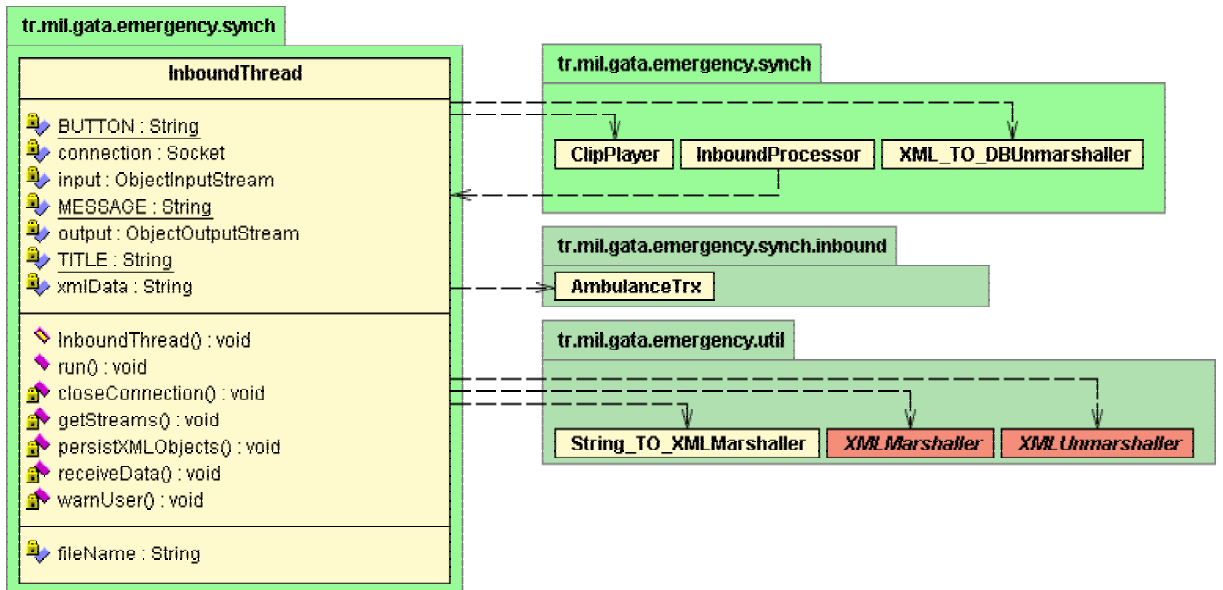 tr.mil.gata.emergency.synch
InboundThread
BUTTON : String
connection : Socket
input : ObjectInputStream
MESSAGE : String
output : ObjectOutputStream
TITLE : String
xmlData : String
InboundThread() : void
run() : void
closeConnection() : void
getStreams() : void
persistXMLObjects() : void
receiveData() : void
warnUser() : void
fileName : String
tr.mil.gata.emergency.synch
ClipPlayer
InboundProcessor
XML_TO_DBUnmarshaller
tr.mil.gata.emergency.synch.inbound
AmbulanceTrx
tr.mil.gata.emergency.util
String_TO_XMLMarshaller
XMLMarshaller
XMLUnmarshaller